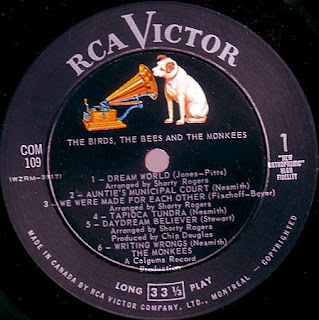 RCA VICTOR
THE BIRDS, THE BEES AND THE MONKEES
COM
109
(WZRM-3517)
1
"NEW
ORTHOPHONIC"
HIGH
FIDELITY
1 - DREAM WORLD (Jones-Pitts)
Arranged by Shorty Rogers
2 - AUNTIE'S MUNICIPAL COURT (Nesmith)
3 - WE WERE MADE FOR EACH OTHER (Fischoff-Bayer)
Arranged by Shorty Rogers
4 - TAPIOCA TUNDRA (Nesmith)
5 - DAYDREAM BELIEVER (Stewart)
Arranged by Shorty Rogers
Produced by Chip Douglas
6 - WRITING WRONGS (Nesmith)
THE MONKEES
A Colgems Record
Production
LONG 33⅓ PLAY
MADE IN CANADA BY RCA VICTOR COMPANY, LTD., MONTREAL -